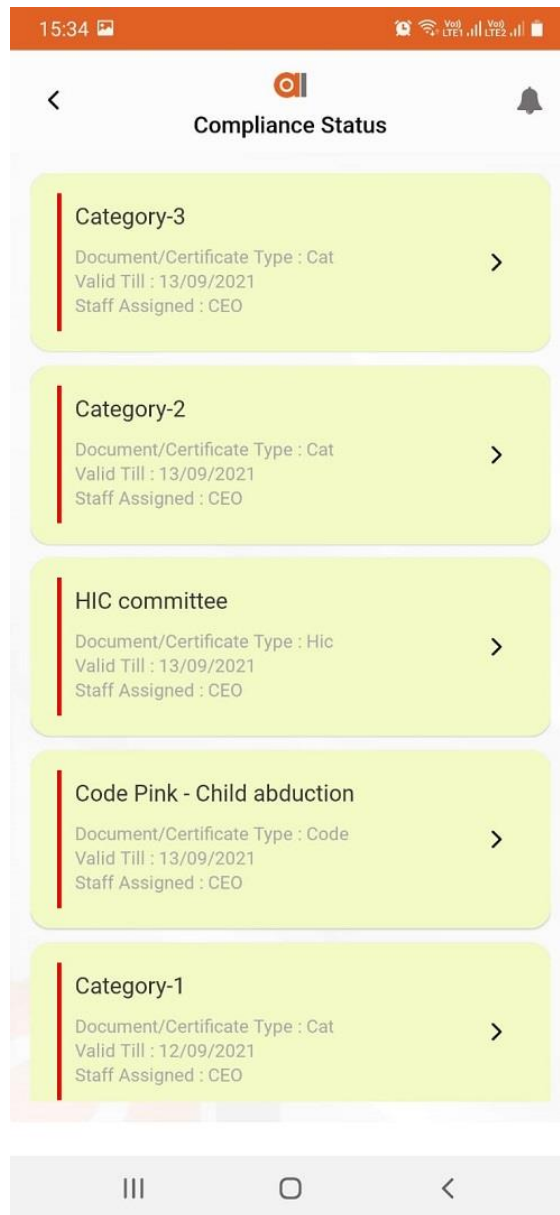 15:34
Vo)) LTE1 Vo)) LTE2
Compliance Status
Category-3
Document/Certificate Type : Cat
Valid Till : 13/09/2021
Staff Assigned : CEO
Category-2
Document/Certificate Type : Cat
Valid Till : 13/09/2021
Staff Assigned : CEO
HIC committee
Document/Certificate Type : Hic
Valid Till : 13/09/2021
Staff Assigned : CEO
Code Pink - Child abduction
Document/Certificate Type : Code
Valid Till : 13/09/2021
Staff Assigned : CEO
Category-1
Document/Certificate Type : Cat
Valid Till : 12/09/2021
Staff Assigned : CEO